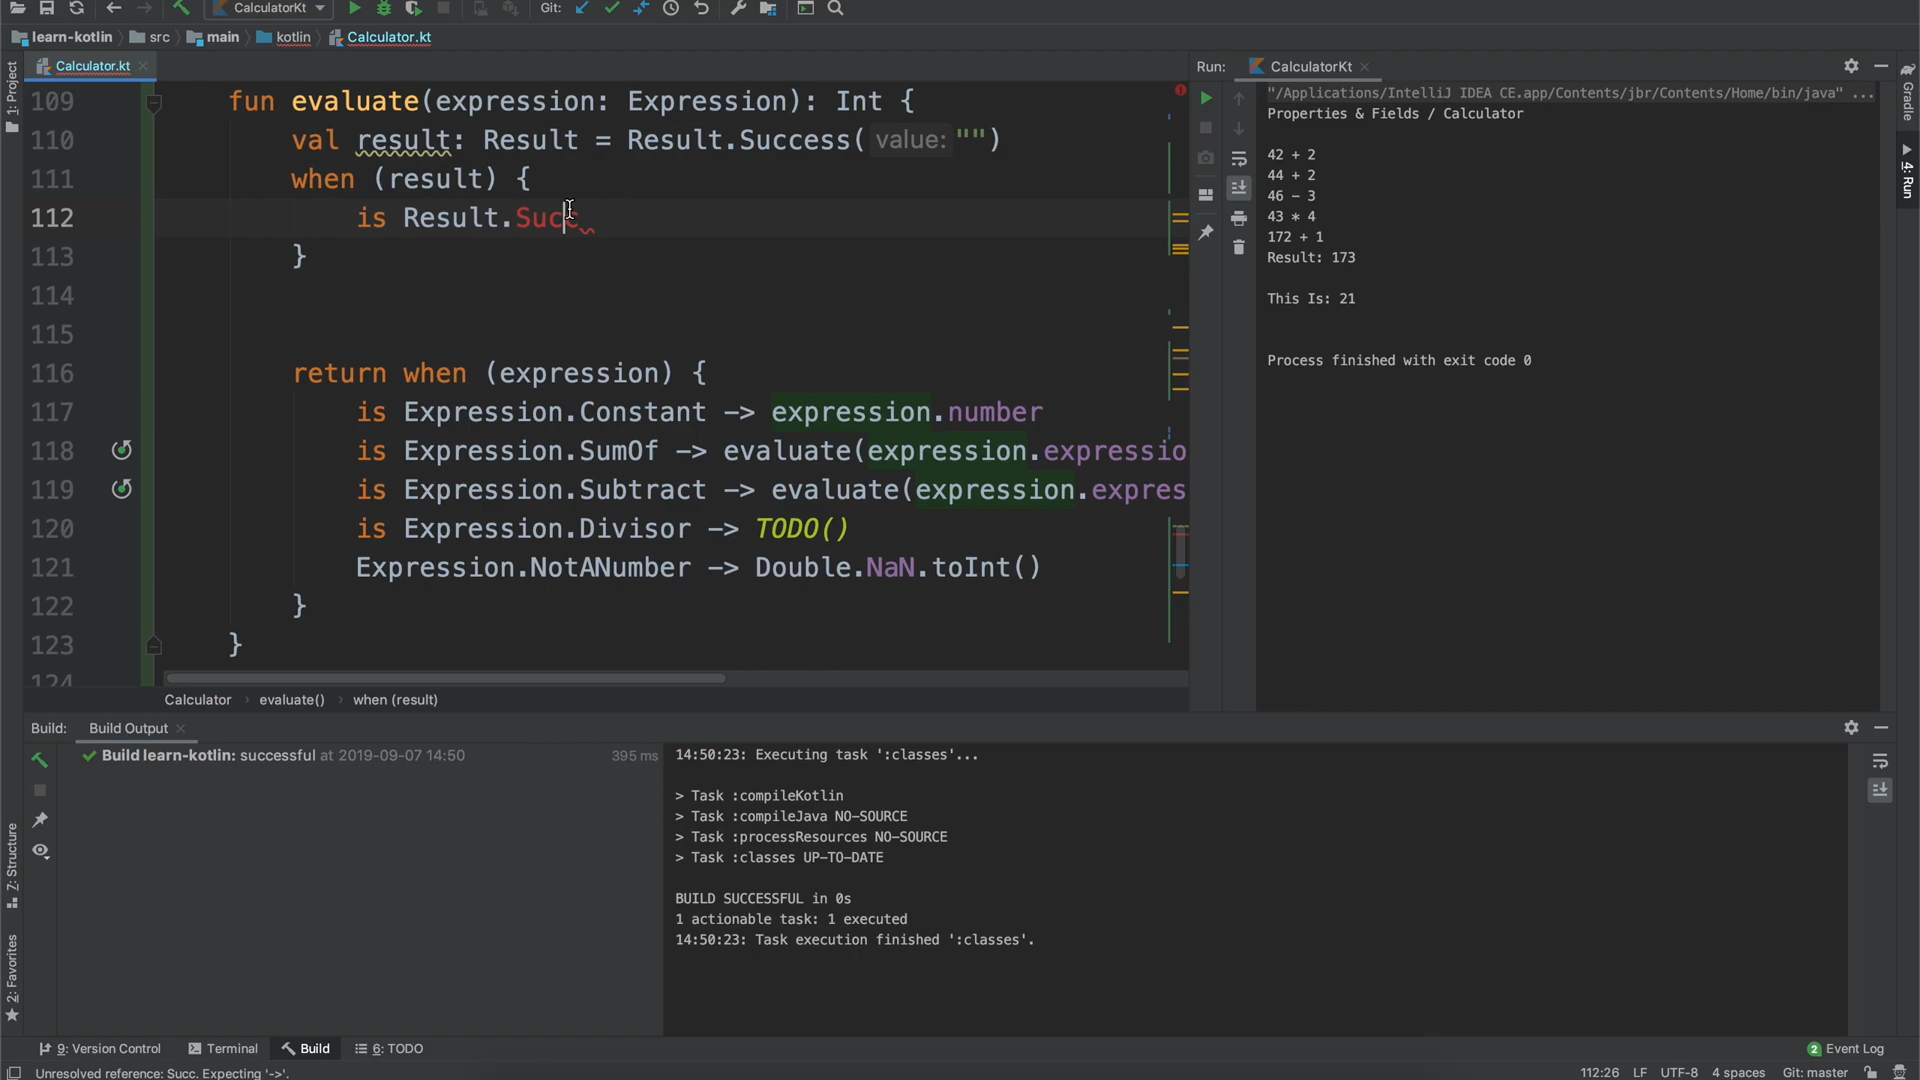 CalculatorKt
Git:
learn-kotlin
src
main
kotlin
Calculator.kt
1: Project
Calculator.kt
109 fun evaluate(expression: Expression): Int {
110 val result: Result = Result.Success( value: "")
111 when (result) {
112 is Result.Succ
113 }
114
115
116 return when (expression) {
117 is Expression.Constant -> expression.number
118 is Expression.SumOf -> evaluate(expression.expressio
119 is Expression.Subtract -> evaluate(expression.expres
120 is Expression.Divisor -> TODO()
121 Expression.NotANumber -> Double.NaN.toInt()
122 }
123 }
124
Calculator
evaluate()
when (result)
Run:
CalculatorKt
"/Applications/IntelliJ IDEA CE.app/Contents/jbr/Contents/Home/bin/java" ...
Properties & Fields / Calculator
42 + 2
44 + 2
46 - 3
43 * 4
172 + 1
Result: 173
This Is: 21
Process finished with exit code 0
Gradle
4: Run
Build:
Build Output
Build learn-kotlin: successful at 2019-09-07 14:50
395 ms
14:50:23: Executing task ':classes'...
> Task :compileKotlin
> Task :compileJava NO-SOURCE
> Task :processResources NO-SOURCE
> Task :classes UP-TO-DATE
BUILD SUCCESSFUL in 0s
1 actionable task: 1 executed
14:50:23: Task execution finished ':classes'.
Z: Structure
2: Favorites
9: Version Control
Terminal
Build
6: TODO
2 Event Log
Unresolved reference: Succ. Expecting '->'.
112:26
LF
UTF-8
4 spaces
Git: master